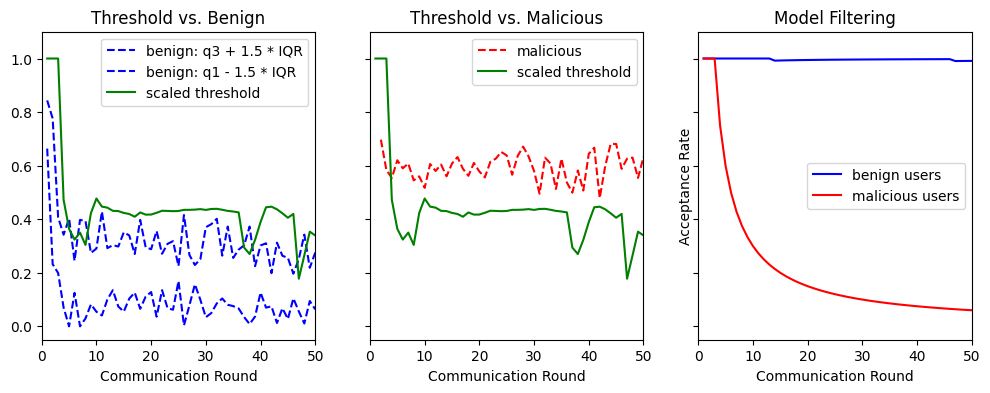 Threshold vs. Benign
benign: q3 + 1.5 * IQR
benign: q1 - 1.5 * IQR
scaled threshold
1.0
0.8
0.6
0.4
0.2
0.0
0
10
20
30
40
50
Communication Round
Threshold vs. Malicious
malicious
scaled threshold
0
10
20
30
40
50
Communication Round
Model Filtering
Acceptance Rate
benign users
malicious users
0
10
20
30
40
50
Communication Round